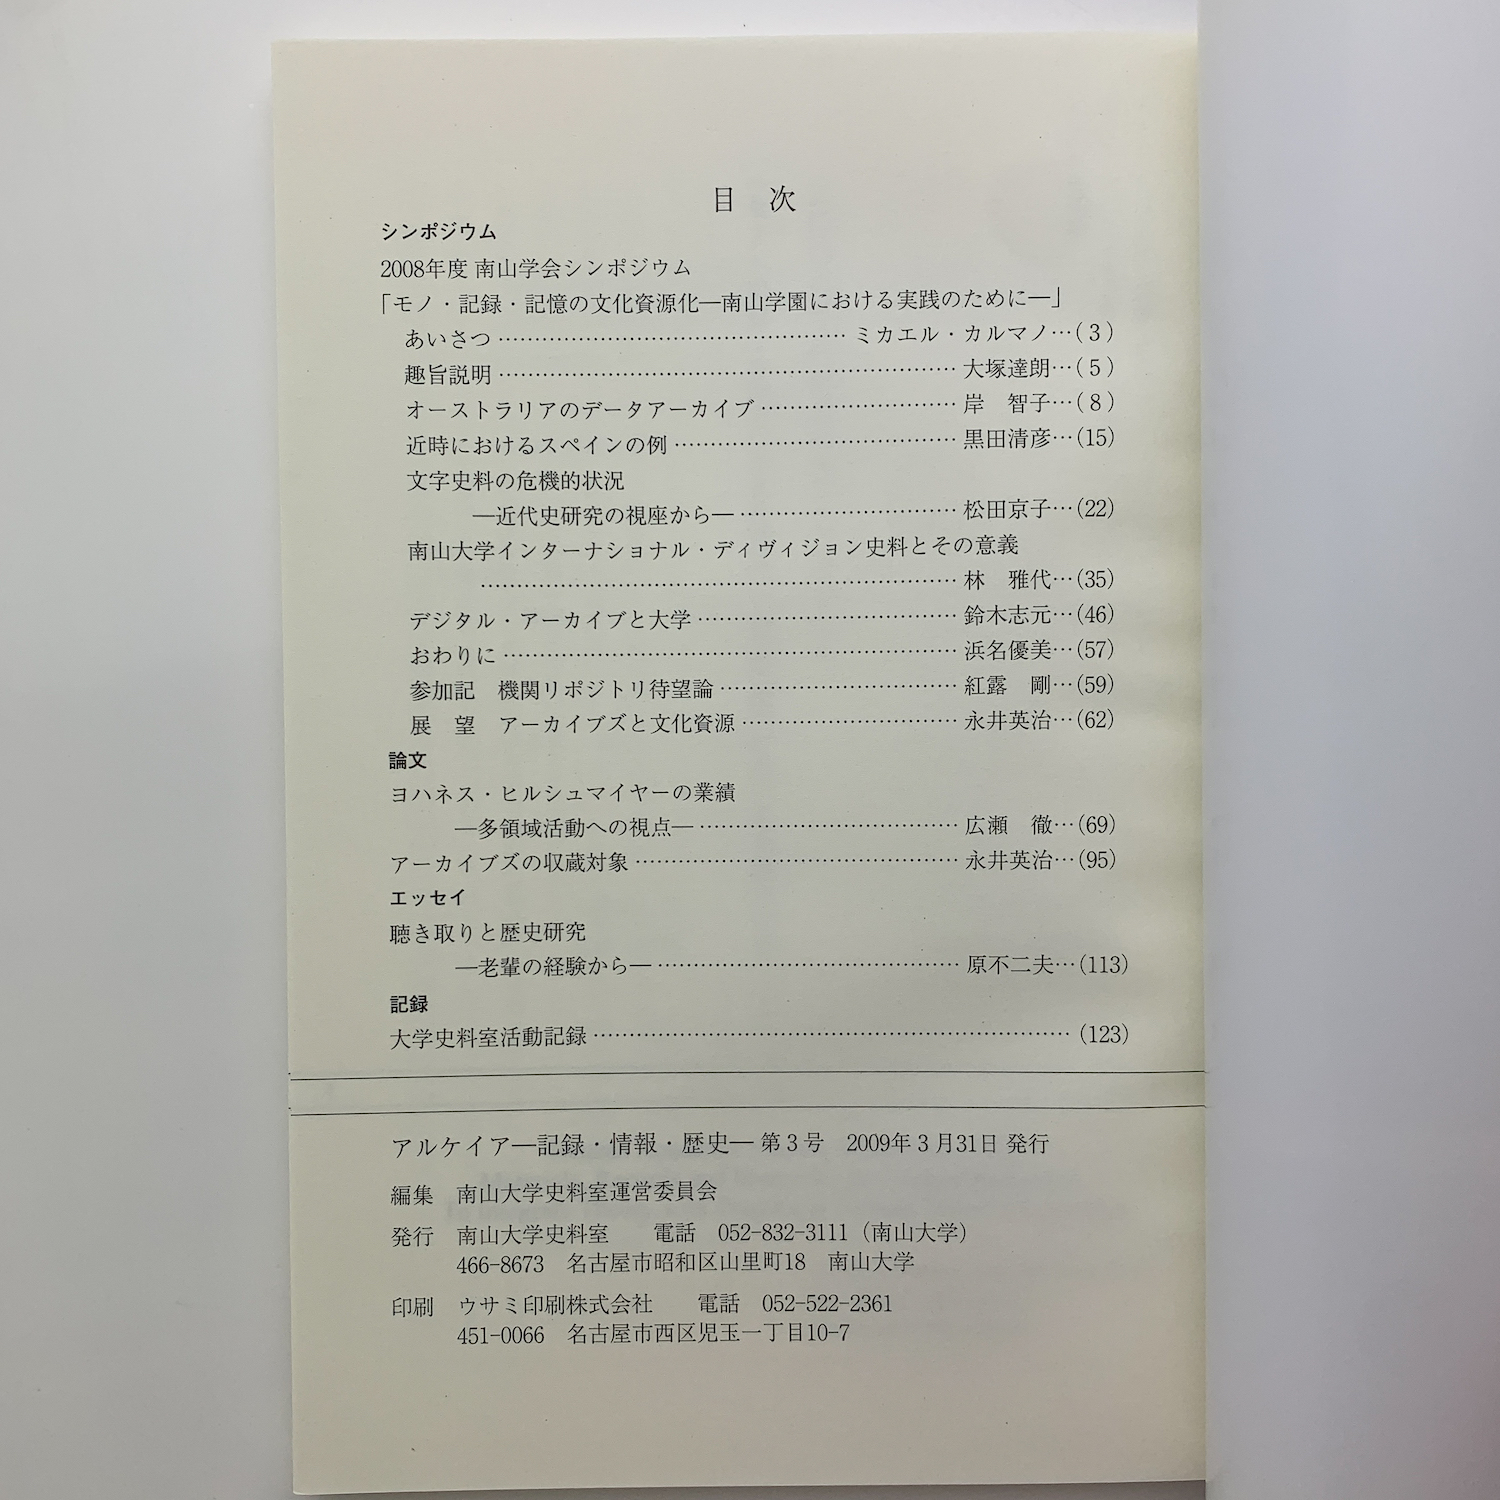 目　次
シンポジウム
2008年度 南山学会シンポジウム
「モノ・記録・記憶の文化資源化―南山学園における実践のために―」
あいさつ……………………………………… ミカエル・カルマノ…( 3 )
趣旨説明……………………………………………………… 大塚達朗…( 5 )
オーストラリアのデータアーカイブ……………………… 岸　智子…( 8 )
近時におけるスペインの例………………………………… 黒田清彦…(15)
文字史料の危機的状況
―近代史研究の視座から―………………………… 松田京子…(22)
南山大学インターナショナル・ディヴィジョン史料とその意義
………………………………………………………… 林　雅代…(35)
デジタル・アーカイブと大学……………………………… 鈴木志元…(46)
おわりに……………………………………………………… 浜名優美…(57)
参加記　機関リポジトリ待望論…………………………… 紅露　剛…(59)
展　望　アーカイブズと文化資源………………………… 永井英治…(62)
論文
ヨハネス・ヒルシュマイヤーの業績
―多領域活動への視点―……………………………… 広瀬　徹…(69)
アーカイブズの収蔵対象…………………………………… 永井英治…(95)
エッセイ
聴き取りと歴史研究
―老輩の経験から―…………………………………… 原不二夫…(113)
記録
大学史料室活動記録………………………………………………………… (123)
アルケイア―記録・情報・歴史― 第３号　2009年３月31日 発行
編集　南山大学史料室運営委員会
発行　南山大学史料室　　電話　052-832-3111（南山大学）
466-8673　名古屋市昭和区山里町18　南山大学
印刷　ウサミ印刷株式会社　　電話　052-522-2361
451-0066　名古屋市西区児玉一丁目10-7